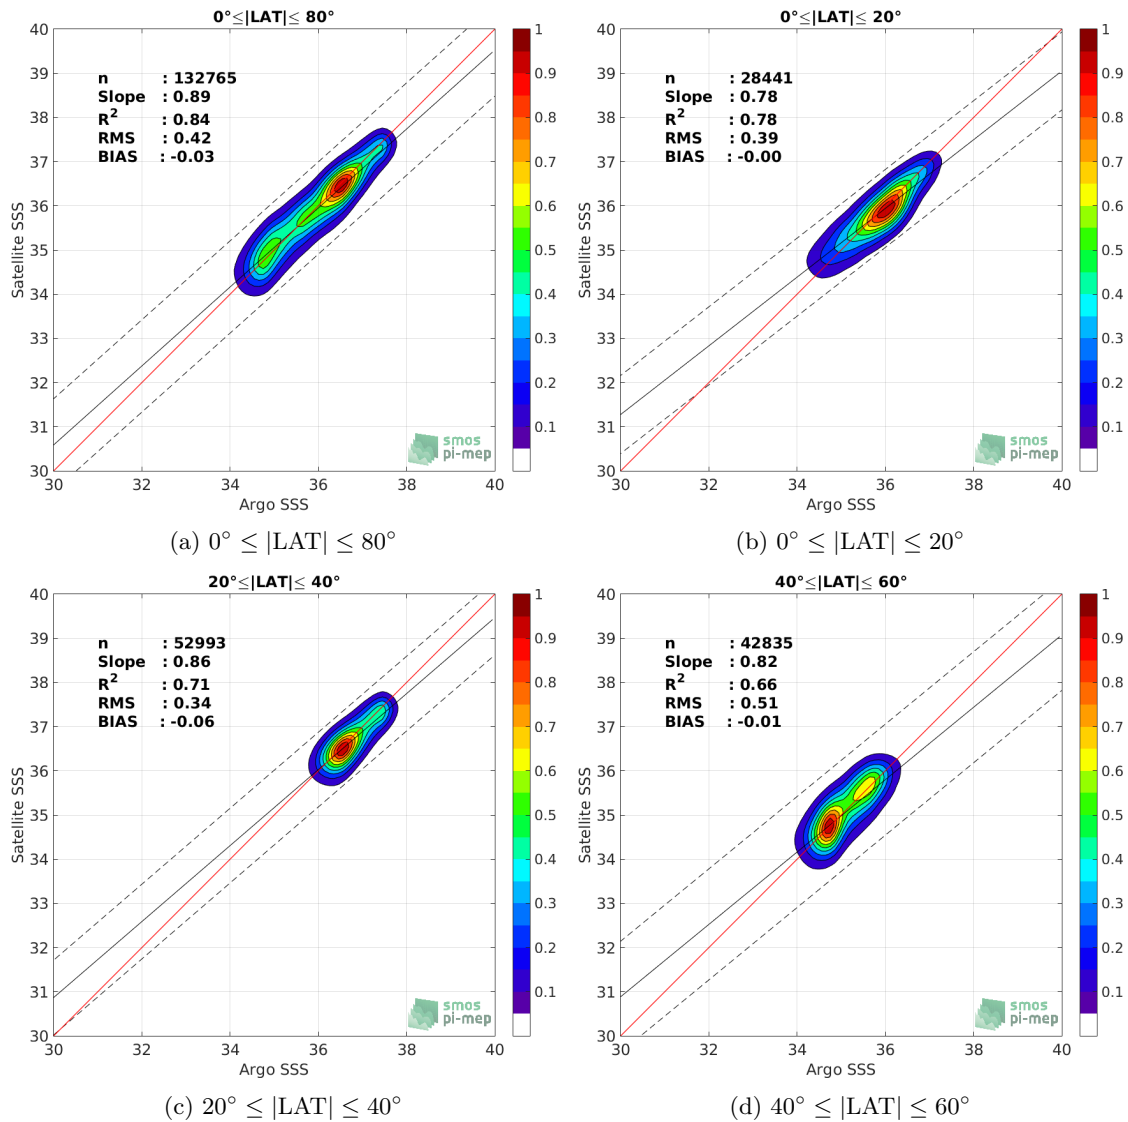 0°≤|LAT|≤ 80°
n : 132765
Slope : 0.89
R² : 0.84
RMS : 0.42
BIAS : -0.03
40
39
38
37
36
35
34
33
32
31
30
30 32 34 36 38 40
Satellite SSS
Argo SSS
1
0.9
0.8
0.7
0.6
0.5
0.4
0.3
0.2
0.1
smos
pi-mep
(a) 0° ≤ |LAT| ≤ 80°
0°≤|LAT|≤ 20°
n : 28441
Slope : 0.78
R² : 0.78
RMS : 0.39
BIAS : -0.00
40
39
38
37
36
35
34
33
32
31
30
30 32 34 36 38 40
Satellite SSS
Argo SSS
1
0.9
0.8
0.7
0.6
0.5
0.4
0.3
0.2
0.1
smos
pi-mep
(b) 0° ≤ |LAT| ≤ 20°
20°≤|LAT|≤ 40°
n : 52993
Slope : 0.86
R² : 0.71
RMS : 0.34
BIAS : -0.06
40
39
38
37
36
35
34
33
32
31
30
30 32 34 36 38 40
Satellite SSS
Argo SSS
1
0.9
0.8
0.7
0.6
0.5
0.4
0.3
0.2
0.1
smos
pi-mep
(c) 20° ≤ |LAT| ≤ 40°
40°≤|LAT|≤ 60°
n : 42835
Slope : 0.82
R² : 0.66
RMS : 0.51
BIAS : -0.01
40
39
38
37
36
35
34
33
32
31
30
30 32 34 36 38 40
Satellite SSS
Argo SSS
1
0.9
0.8
0.7
0.6
0.5
0.4
0.3
0.2
0.1
smos
pi-mep
(d) 40° ≤ |LAT| ≤ 60°